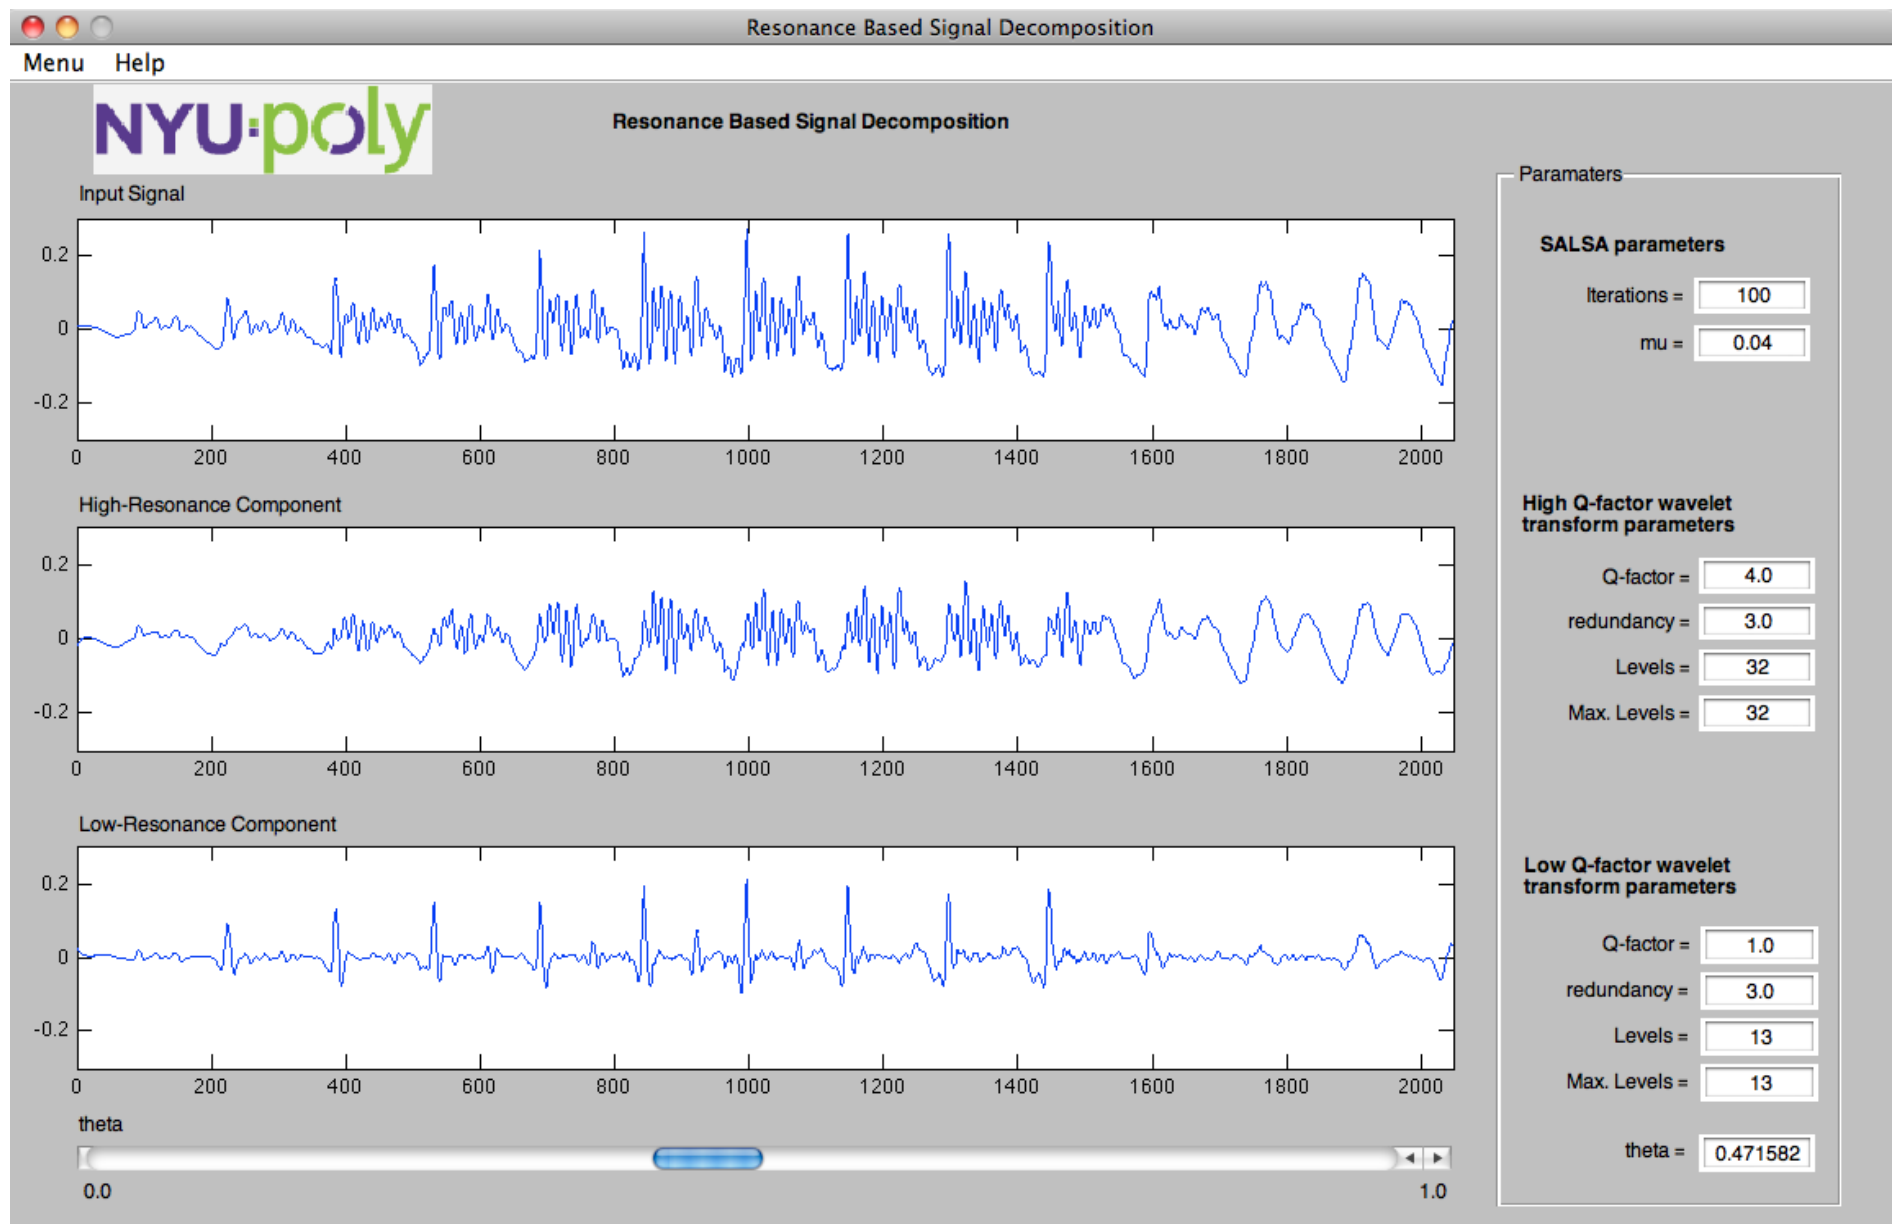 Resonance Based Signal Decomposition
Menu Help
NYU:poly
Resonance Based Signal Decomposition
Input Signal
0.2
0
-0.2
0 200 400 600 800 1000 1200 1400 1600 1800 2000
High-Resonance Component
0.2
0
-0.2
0 200 400 600 800 1000 1200 1400 1600 1800 2000
Low-Resonance Component
0.2
0
-0.2
0 200 400 600 800 1000 1200 1400 1600 1800 2000
theta
0.0 1.0
Paramaters
SALSA parameters
Iterations = 100
mu = 0.04
High Q-factor wavelet
transform parameters
Q-factor = 4.0
redundancy = 3.0
Levels = 32
Max. Levels = 32
Low Q-factor wavelet
transform parameters
Q-factor = 1.0
redundancy = 3.0
Levels = 13
Max. Levels = 13
theta = 0.471582